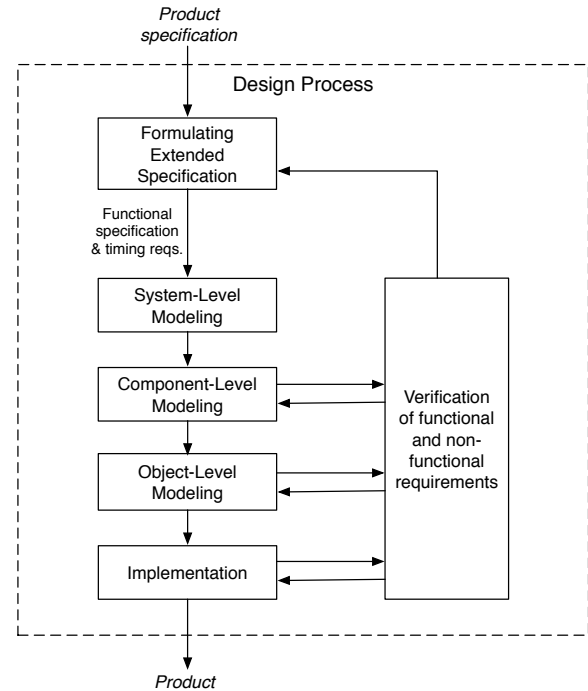 Product
specification
Design Process
Formulating
Extended
Specification
Functional
specification
& timing reqs.
System-Level
Modeling
Component-Level
Modeling
Verification
of functional
and non-
functional
requirements
Object-Level
Modeling
Implementation
Product